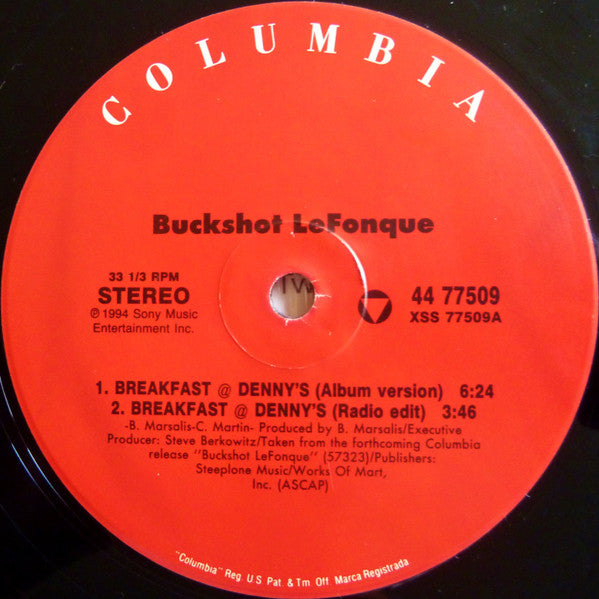 COLUMBIA
Buckshot LeFonque
33 1/3 RPM
STEREO
℗ 1994 Sony Music
Entertainment Inc.
44 77509
XSS 77509A
1. BREAKFAST @ DENNY'S (Album version) 6:24
2. BREAKFAST @ DENNY'S (Radio edit) 3:46
-B. Marsalis-C. Martin- Produced by B. Marsalis/Executive
Producer: Steve Berkowitz/Taken from the forthcoming Columbia
release "Buckshot LeFonque" (57323)/Publishers:
Steeplone Music/Works Of Mart,
Inc. (ASCAP)
"Columbia" Reg. U.S. Pat. & Tm. Off. Marca Registrada